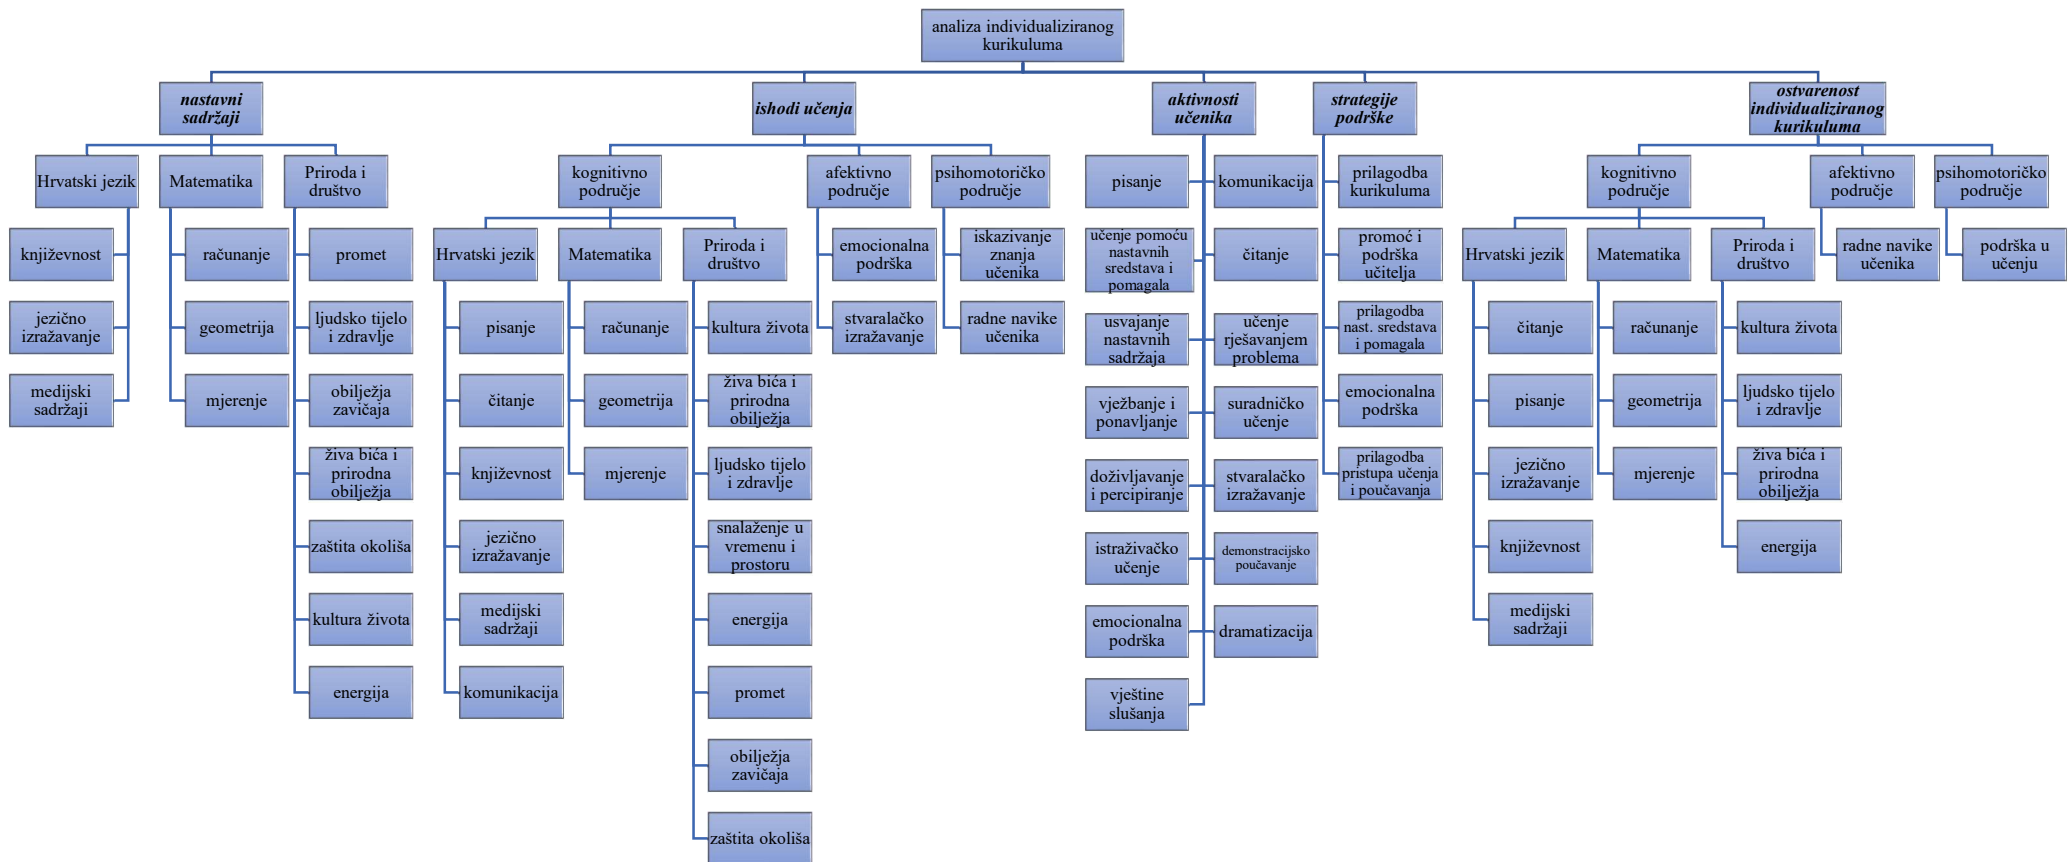 analiza individualiziranog
kurikuluma
nastavni
sadržaji
ishodi učenja
aktivnosti
učenika
strategije
podrške
ostvarenost
individualiziranog
kurikuluma
Hrvatski jezik
Matematika
Priroda i
društvo
književnost
jezično
izražavanje
medijski
sadržaji
računanje
geometrija
mjerenje
promet
ljudsko tijelo
i zdravlje
obilježja
zavičaja
živa bića i
prirodna
obilježja
zaštita okoliša
kultura života
energija
kognitivno
područje
afektivno
područje
psihomotoričko
područje
Hrvatski jezik
Matematika
Priroda i
društvo
pisanje
čitanje
književnost
jezično
izražavanje
medijski
sadržaji
komunikacija
računanje
geometrija
mjerenje
kultura života
živa bića i
prirodna
obilježja
ljudsko tijelo
i zdravlje
snalaženje u
vremenu i
prostoru
energija
promet
obilježja
zavičaja
zaštita okoliša
emocionalna
podrška
stvaralačko
izražavanje
iskazivanje
znanja
učenika
radne navike
učenika
pisanje
komunikacija
učenje pomoću
nastavnih
sredstava i
pomagala
čitanje
usvajanje
nastavnih
sadržaja
učenje
rješavanjem
problema
vježbanje i
ponavljanje
suradničko
učenje
doživljavanje
i percipiranje
stvaralačko
izražavanje
istraživačko
učenje
demonstracijsko
poučavanje
emocionalna
podrška
dramatizacija
vještine
slušanja
prilagodba
kurikuluma
promoć i
podrška
učitelja
prilagodba
nast. sredstava
i pomagala
emocionalna
podrška
prilagodba
pristupa učenja
i poučavanja
kognitivno
područje
afektivno
područje
psihomotoričko
područje
Hrvatski jezik
Matematika
Priroda i
društvo
radne navike
učenika
podrška u
učenju
čitanje
pisanje
jezično
izražavanje
književnost
medijski
sadržaji
računanje
geometrija
mjerenje
kultura života
ljudsko tijelo
i zdravlje
živa bića i
prirodna
obilježja
energija